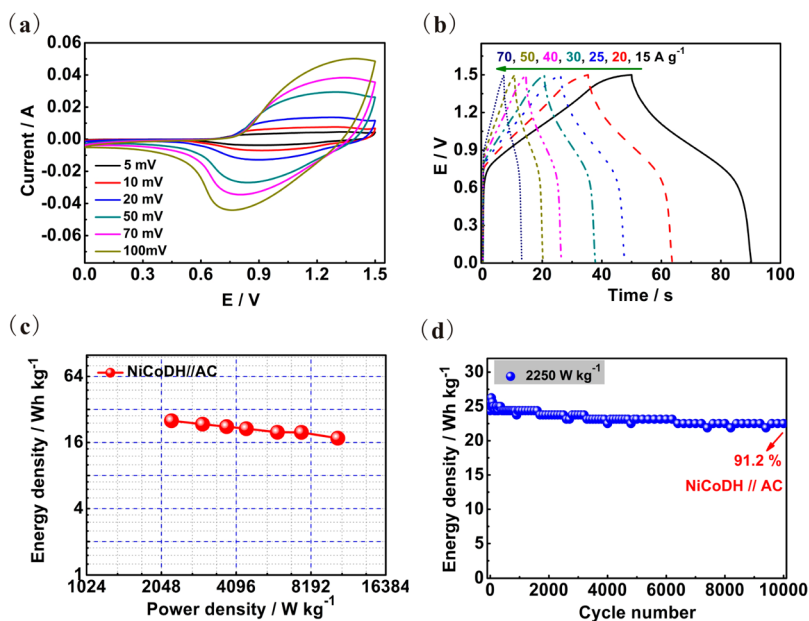 (a)
0.06
0.04
0.02
0.00
-0.02
-0.04
-0.06
Current / A
5 mV
10 mV
20 mV
50 mV
70 mV
100mV
0.0 0.3 0.6 0.9 1.2 1.5
E / V
(b)
70, 50, 40, 30, 25, 20, 15 A g-1
1.8
1.5
1.2
0.9
0.6
0.3
0.0
E / V
0 20 40 60 80 100
Time / s
(c)
NiCoDH//AC
64
16
4
1
Energy density / Wh kg-1
1024 2048 4096 8192 16384
Power density / W kg-1
(d)
2250 W kg-1
30
25
20
15
10
5
0
Energy density / Wh kg-1
91.2 %
NiCoDH // AC
0 2000 4000 6000 8000 10000
Cycle number